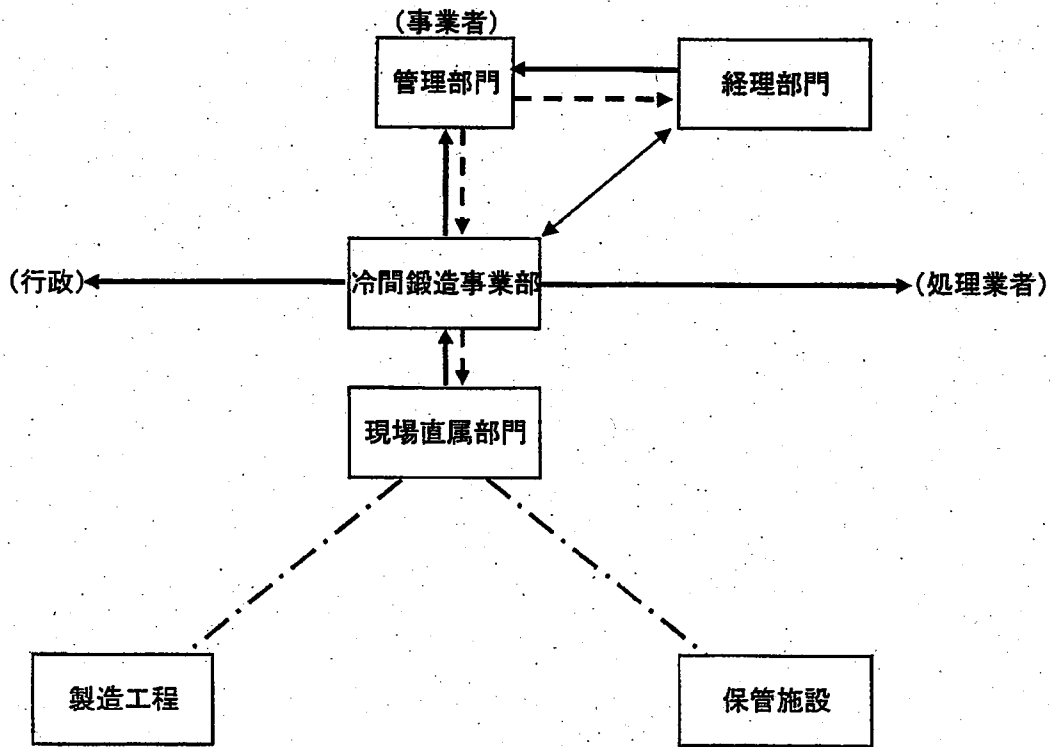 (事業者)
管理部門
経理部門
(行政)
冷間鍛造事業部
(処理業者)
現場直属部門
製造工程
保管施設